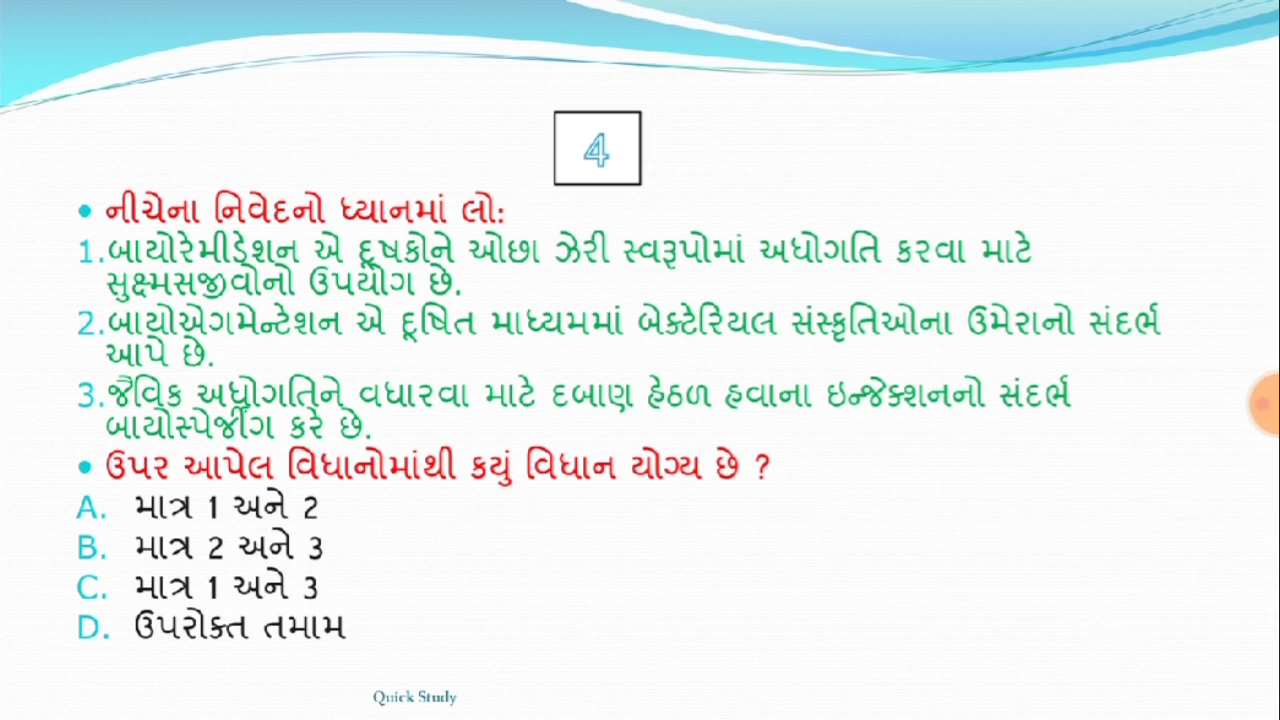 4
• નીચેના નિવેદનો ધ્યાનમાં લો:
1.બાયોરેમીડેશન એ દૂષકોને ઓછા ઝેરી સ્વરૂપોમાં અધોગતિ કરવા માટે
સુક્ષ્મસજીવોનો ઉપયોગ છે.
2.બાયોએગમેન્ટેશન એ દૂષિત માધ્યમમાં બેક્ટેરિયલ સંસ્કૃતિઓના ઉમેરાનો સંદર્ભ
આપે છે.
3.જૈવિક અધોગતિને વધારવા માટે દબાણ હેઠળ હવાના ઇન્જેક્શનનો સંદર્ભ
બાયોસ્પેર્જીંગ કરે છે.
• ઉપર આપેલ વિધાનોમાંથી કયું વિધાન યોગ્ય છે ?
A. માત્ર 1 અને 2
B. માત્ર 2 અને 3
C. માત્ર 1 અને 3
D. ઉપરોક્ત તમામ
Quick Study